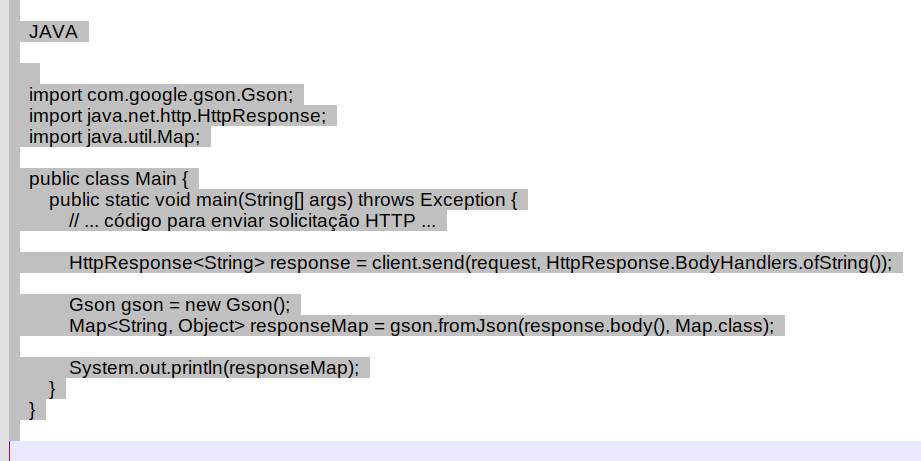 JAVA
import com.google.gson.Gson;
import java.net.http.HttpResponse;
import java.util.Map;
public class Main {
public static void main(String[] args) throws Exception {
// ... código para enviar solicitação HTTP ...
HttpResponse<String> response = client.send(request, HttpResponse.BodyHandlers.ofString());
Gson gson = new Gson();
Map<String, Object> responseMap = gson.fromJson(response.body(), Map.class);
System.out.println(responseMap);
}
}